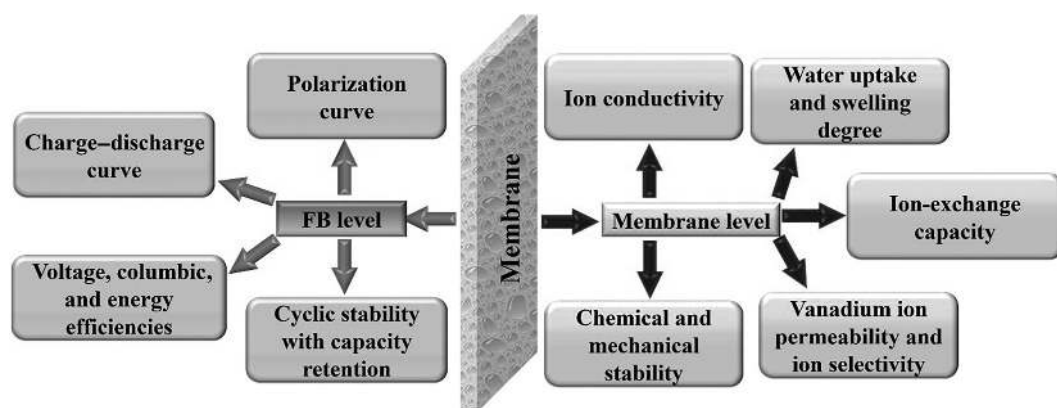 Polarization
curve
Charge–discharge
curve
FB level
Voltage, columbic,
and energy
efficiencies
Cyclic stability
with capacity
retention
Membrane
Ion conductivity
Water uptake
and swelling
degree
Membrane level
Ion-exchange
capacity
Chemical and
mechanical
stability
Vanadium ion
permeability and
ion selectivity